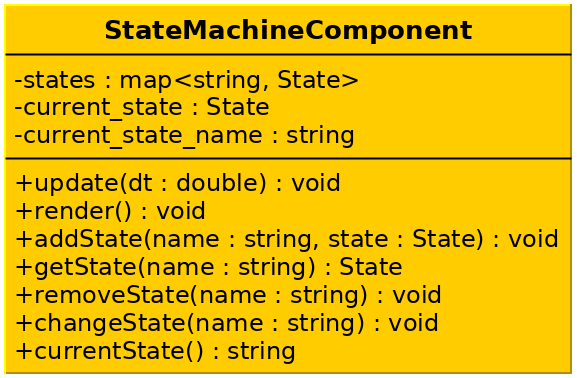 StateMachineComponent
-states : map<string, State>
-current_state : State
-current_state_name : string
+update(dt : double) : void
+render() : void
+addState(name : string, state : State) : void
+getState(name : string) : State
+removeState(name : string) : void
+changeState(name : string) : void
+currentState() : string